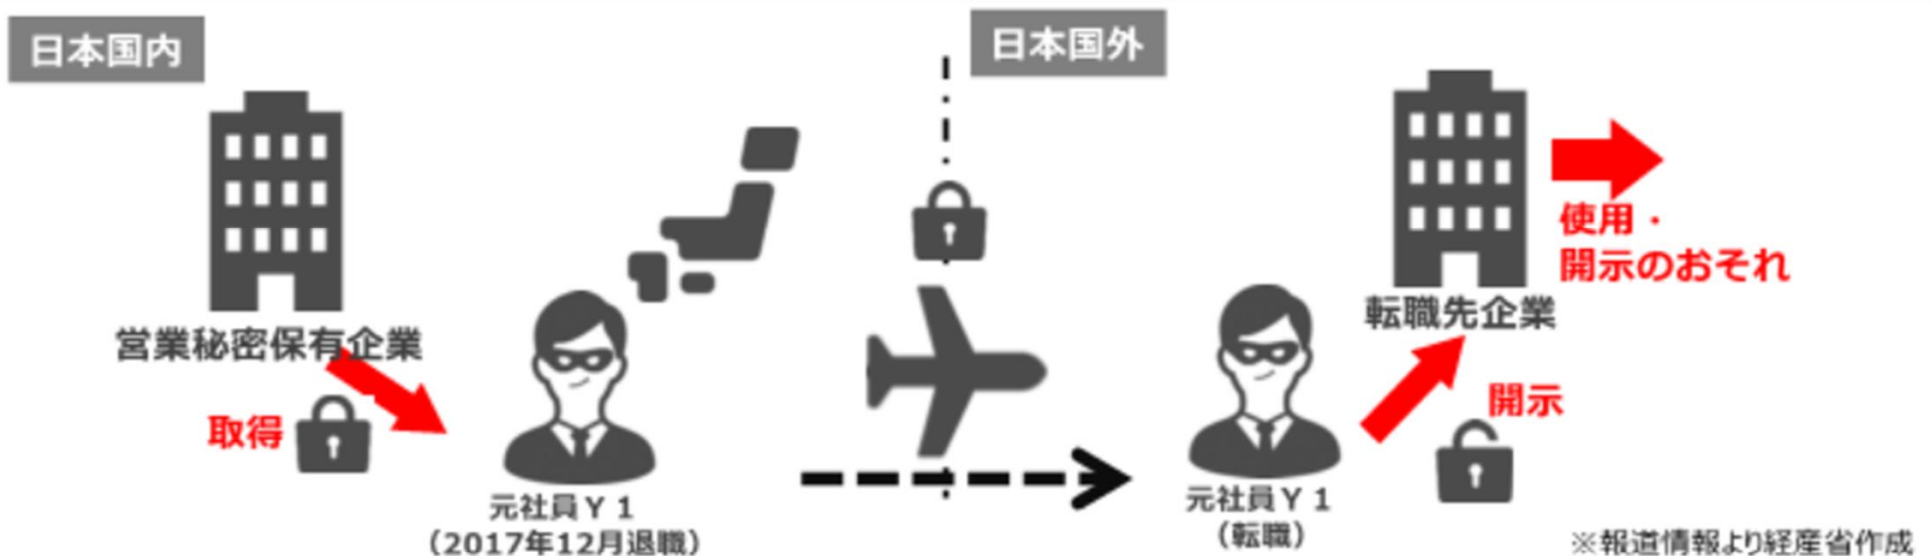 日本国内
日本国外
営業秘密保有企業
取得
元社員Y1
（2017年12月退職）
元社員Y1
（転職）
転職先企業
開示
使用・
開示のおそれ
※報道情報より経産省作成